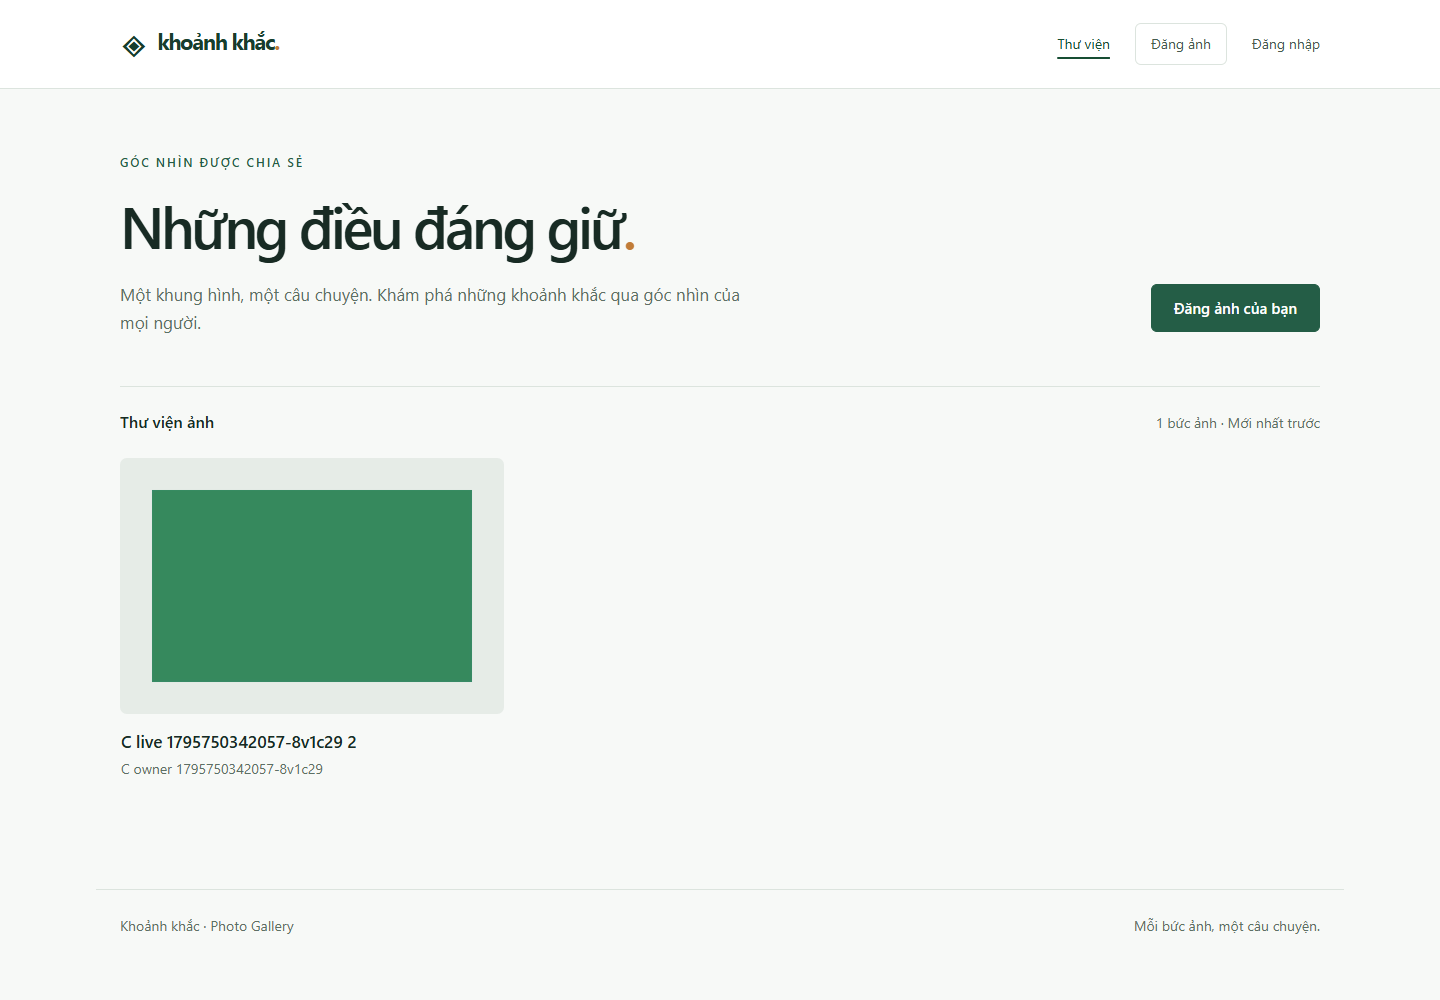 khoảnh khắc.
Thư viện
Đăng ảnh
Đăng nhập
GÓC NHÌN ĐƯỢC CHIA SẺ
Những điều đáng giữ.
Một khung hình, một câu chuyện. Khám phá những khoảnh khắc qua góc nhìn của
mọi người.
Đăng ảnh của bạn
Thư viện ảnh
1 bức ảnh · Mới nhất trước
C live 1795750342057-8v1c29 2
C owner 1795750342057-8v1c29
Khoảnh khắc · Photo Gallery
Mỗi bức ảnh, một câu chuyện.